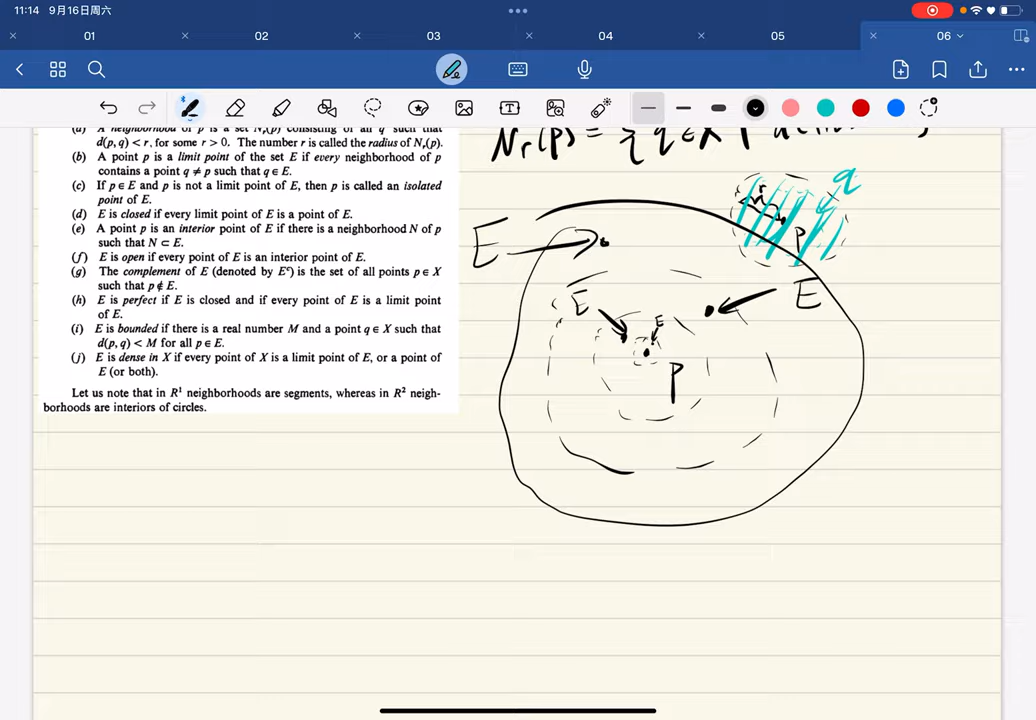 11:14 9月16日周六
01 02 03 04 05 06
(a) A neighborhood of p is a set Nr(p) consisting of all q such that
d(p, q) < r, for some r > 0. The number r is called the radius of Nr(p).
(b) A point p is a limit point of the set E if every neighborhood of p
contains a point q ≠ p such that q ∈ E.
(c) If p ∈ E and p is not a limit point of E, then p is called an isolated
point of E.
(d) E is closed if every limit point of E is a point of E.
(e) A point p is an interior point of E if there is a neighborhood N of p
such that N ⊂ E.
(f) E is open if every point of E is an interior point of E.
(g) The complement of E (denoted by Eᶜ) is the set of all points p ∈ X
such that p ∉ E.
(h) E is perfect if E is closed and if every point of E is a limit point
of E.
(i) E is bounded if there is a real number M and a point q ∈ X such that
d(p, q) < M for all p ∈ E.
(j) E is dense in X if every point of X is a limit point of E, or a point of
E (or both).
Let us note that in R¹ neighborhoods are segments, whereas in R² neigh-
borhoods are interiors of circles.
Nr(p) = { q ∈ X |
r
q
p
E
E
E
E
p